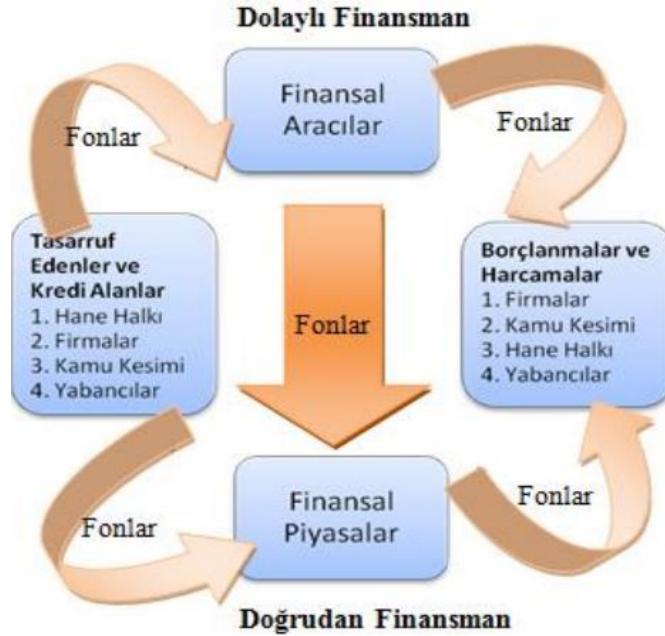 Dolaylı Finansman
Finansal
Aracılar
Fonlar
Fonlar
Tasarruf
Edenler ve
Kredi Alanlar
1. Hane Halkı
2. Firmalar
3. Kamu Kesimi
4. Yabancılar
Fonlar
Borçlanmalar ve
Harcamalar
1. Firmalar
2. Kamu Kesimi
3. Hane Halkı
4. Yabancılar
Fonlar
Finansal
Piyasalar
Fonlar
Doğrudan Finansman